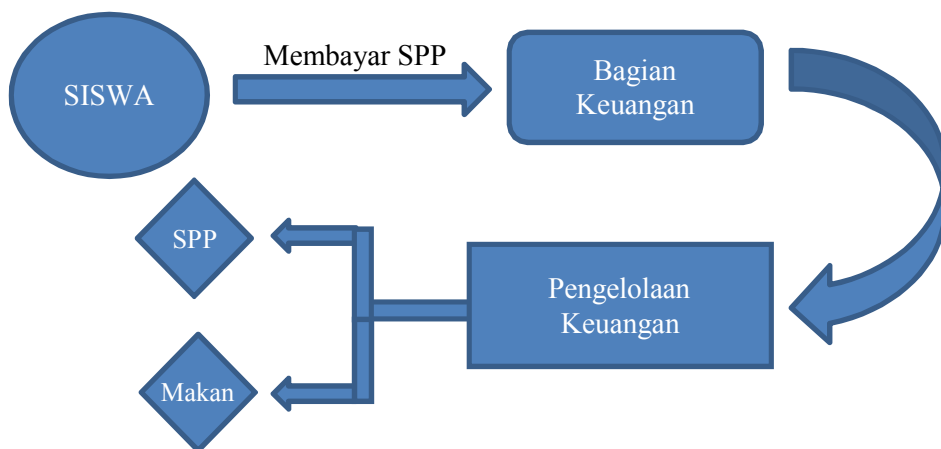 SISWA
Membayar SPP
Bagian
Keuangan
SPP
Pengelolaan
Keuangan
Makan